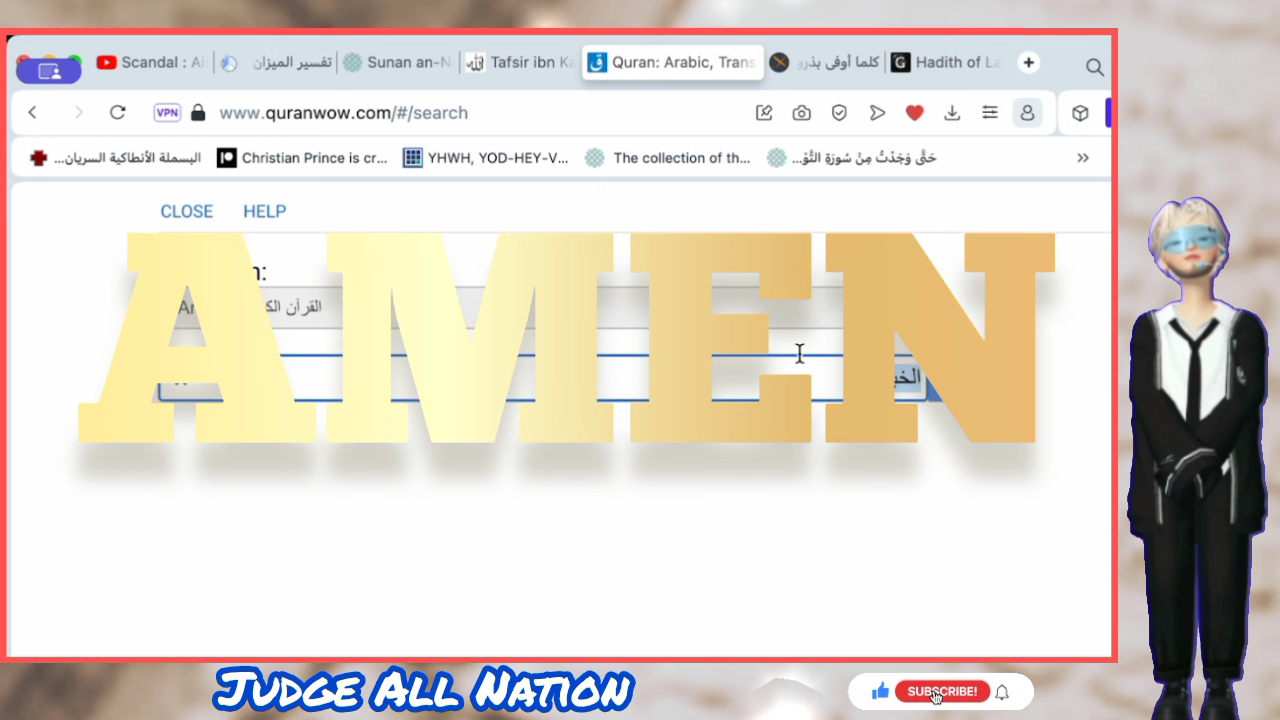 Scandal : Al
تفسير الميزان
Sunan an-N
Tafsir ibn Ka
Quran: Arabic, Trans
كلما أوفى بذرو
Hadith of La
VPN www.quranwow.com/#/search
البسملة الأنطاكية السريان...
Christian Prince is cr...
YHWH, YOD-HEY-V...
The collection of th...
حَتَّى وَجَدْتُ مِنْ سُورَةِ التَّوْ...
CLOSE HELP
القرآن
AMEN
JUDGE ALL NATION
SUBSCRIBE!